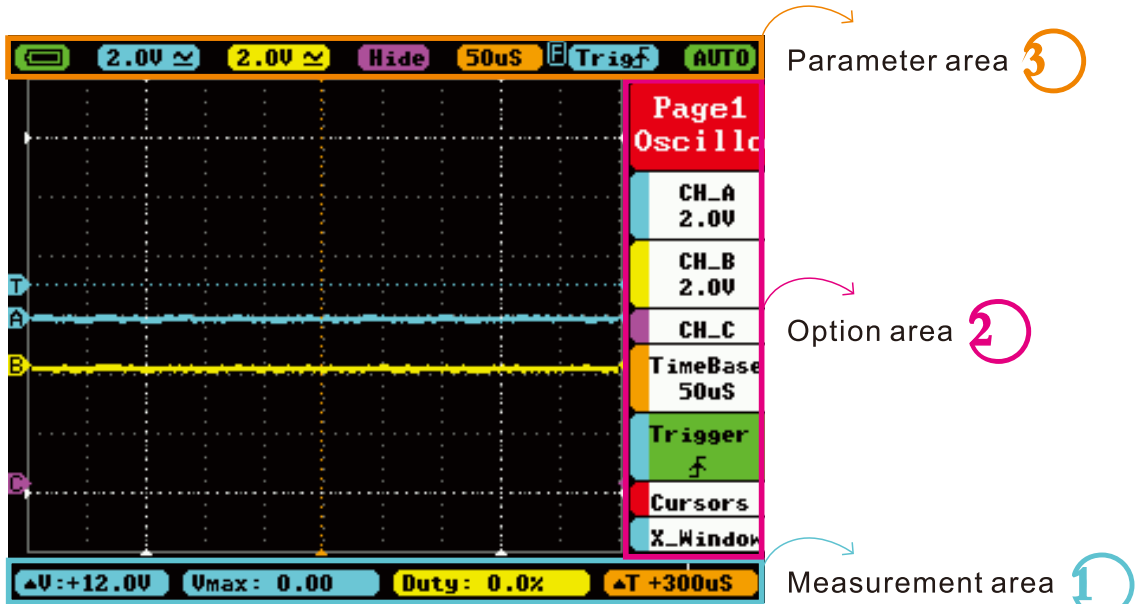 2.0V 2.0V Hide 50uS E Trig AUTO
Parameter area 3
Page1
Oscillo
CH_A
2.0V
CH_B
2.0V
CH_C
TimeBase
50uS
Trigger
Cursors
X_Window
T
A
B
C
Option area 2
▲V:+12.0V Vmax: 0.00 Duty: 0.0% ▲T +300uS
Measurement area 1